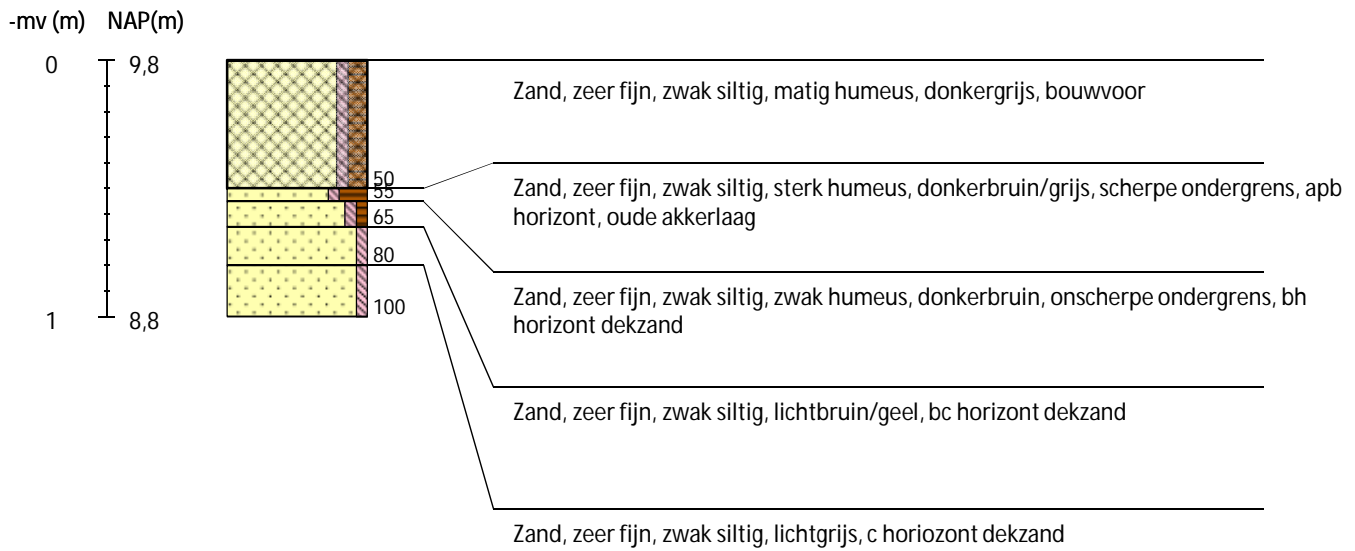 -mv (m) NAP(m)
0 9,8
Zand, zeer fijn, zwak siltig, matig humeus, donkergrijs, bouwvoor
50
Zand, zeer fijn, zwak siltig, sterk humeus, donkerbruin/grijs, scherpe ondergrens, apb
horizont, oude akkerlaag
55
65
80
Zand, zeer fijn, zwak siltig, zwak humeus, donkerbruin, onscherpe ondergrens, bh
horizont dekzand
100
1 8,8
Zand, zeer fijn, zwak siltig, lichtbruin/geel, bc horizont dekzand
Zand, zeer fijn, zwak siltig, lichtgrijs, c horiozont dekzand